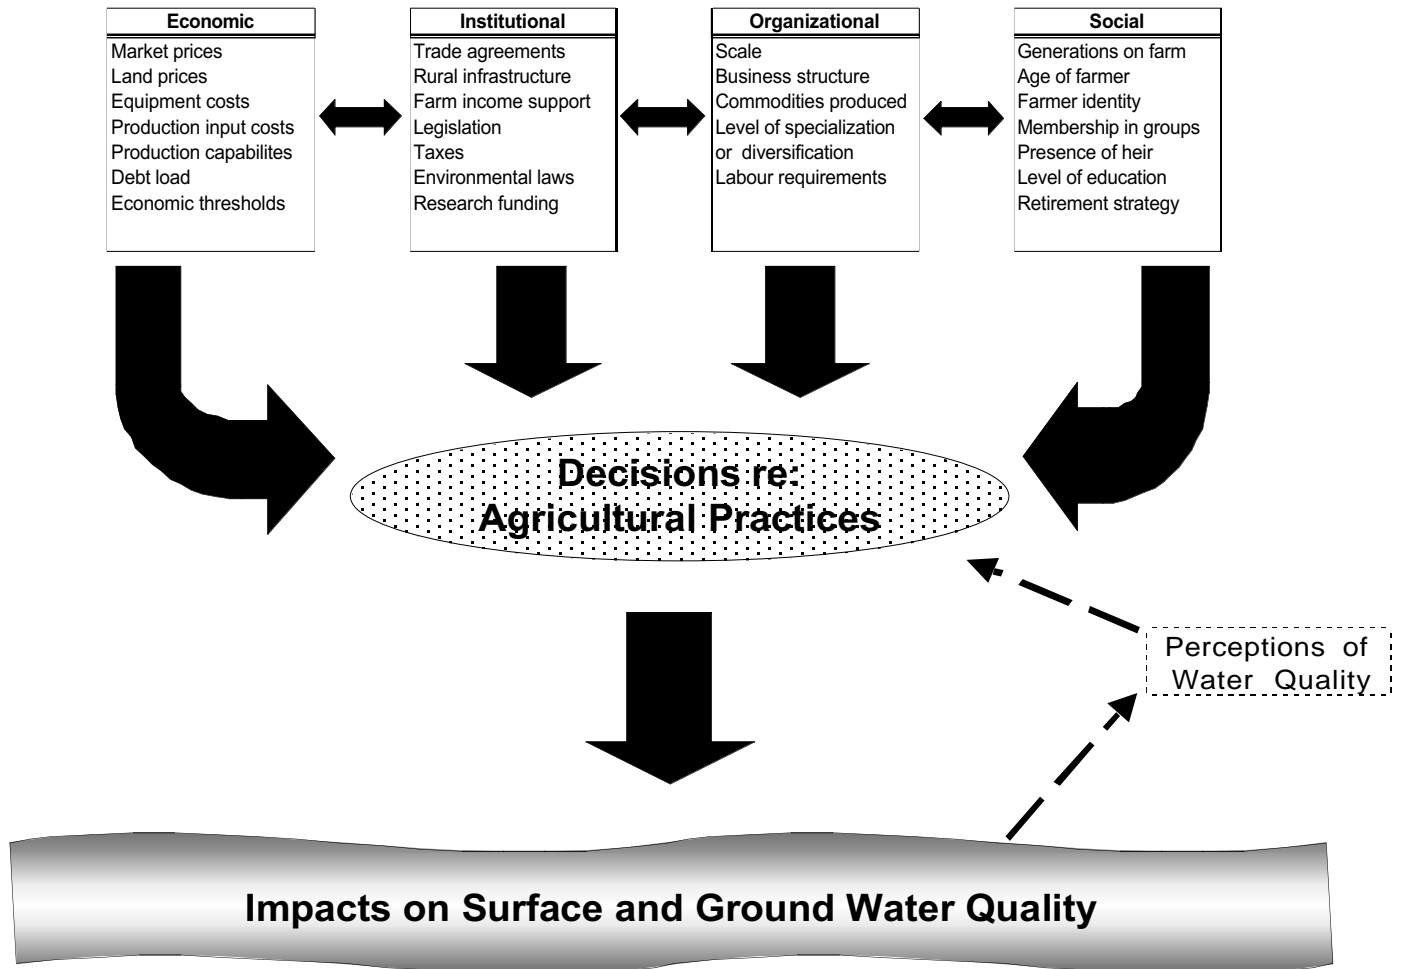 Economic
Market prices
Land prices
Equipment costs
Production input costs
Production capabilites
Debt load
Economic thresholds
Institutional
Trade agreements
Rural infrastructure
Farm income support
Legislation
Taxes
Environmental laws
Research funding
Organizational
Scale
Business structure
Commodities produced
Level of specialization
or diversification
Labour requirements
Social
Generations on farm
Age of farmer
Farmer identity
Membership in groups
Presence of heir
Level of education
Retirement strategy
Decisions re:
Agricultural Practices
Perceptions of
Water Quality
Impacts on Surface and Ground Water Quality